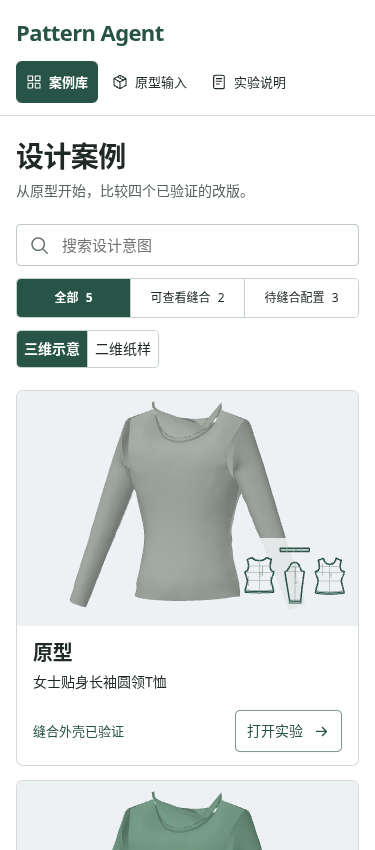 Pattern Agent
案例库
原型输入
实验说明
设计案例
从原型开始，比较四个已验证的改版。
搜索设计意图
全部 5
可查看缝合 2
待缝合配置 3
三维示意
二维纸样
原型
女士贴身长袖圆领T恤
缝合外壳已验证
打开实验